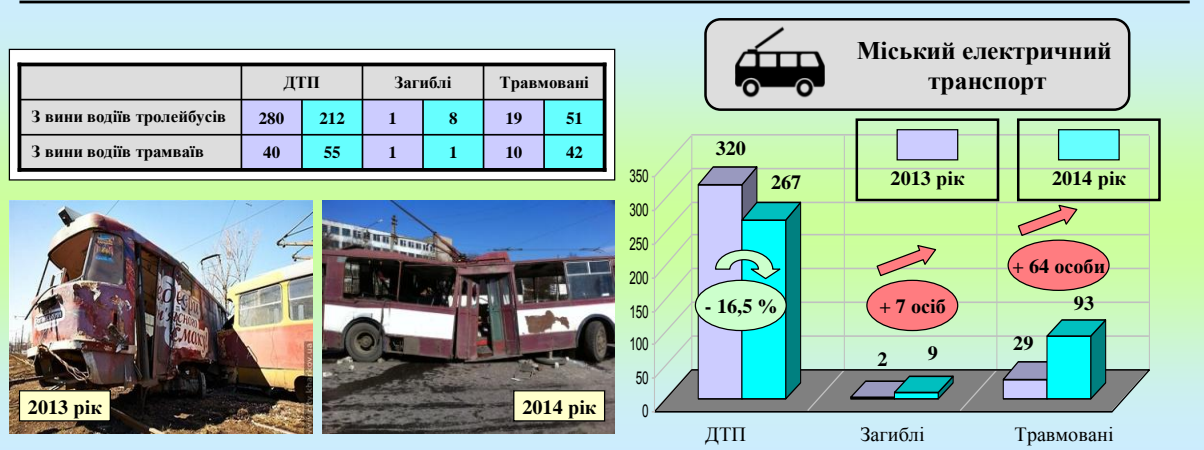 ДТП Загиблі Травмовані
З вини водіїв тролейбусів 280 212 1 8 19 51
З вини водіїв трамваїв 40 55 1 1 10 42
2013 рік
2014 рік
Міський електричний
транспорт
2013 рік 2014 рік
320
267
- 16,5 %
+ 7 осіб
+ 64 особи
2 9
29 93
350
300
250
200
150
100
50
0
ДТП Загиблі Травмовані